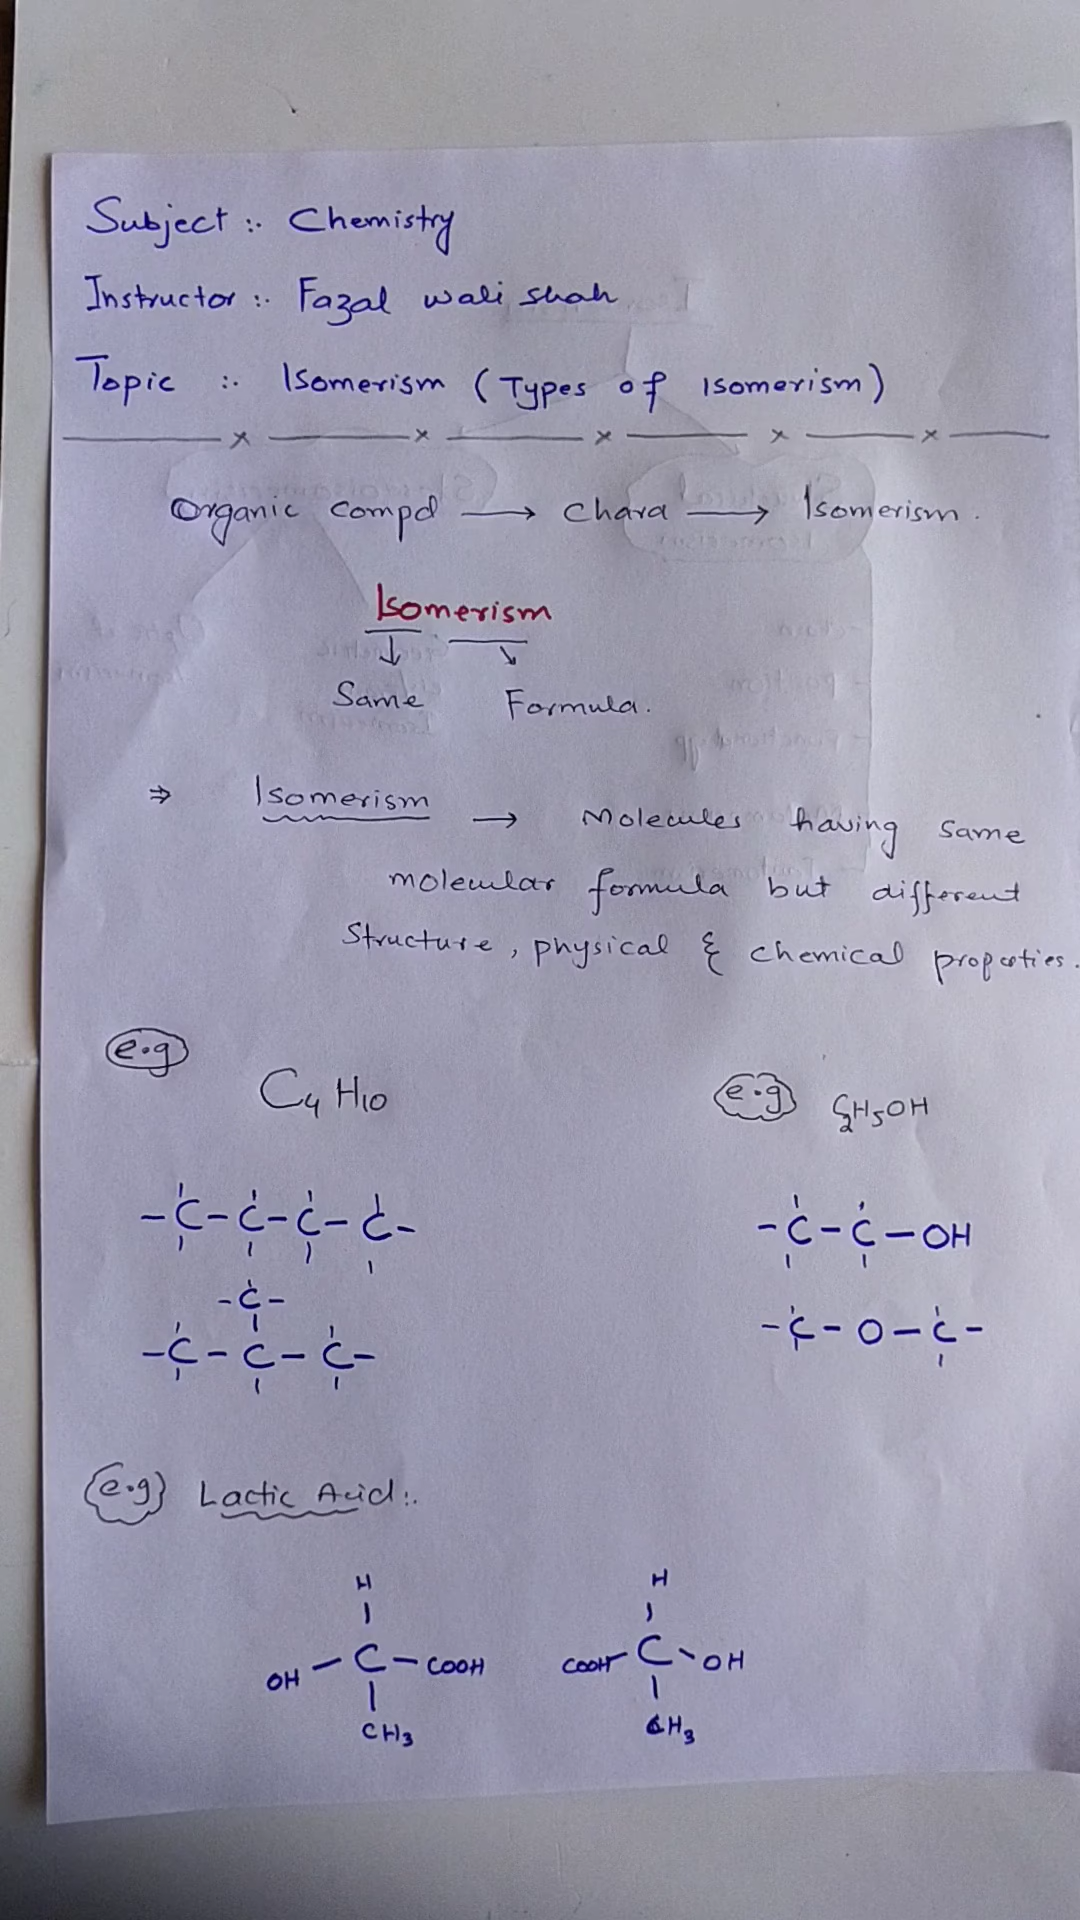 Subject :. Chemistry
Instructor :. Fazal wali shah
Topic :. Isomerism (Types of Isomerism)
Organic compd → Chara → Isomerism.
Isomerism
Same Formula.
⇒ Isomerism → Molecules having same
molecular formula but different
Structure, physical & chemical properties.
e.g C4H10
e.g C2H5OH
-C-C-C-C-
-C-
-C-C-C-
-C-C-OH
-C-O-C-
e.g Lactic Acid:.
H
OH-C-COOH
CH3
H
COOH-C-OH
CH3